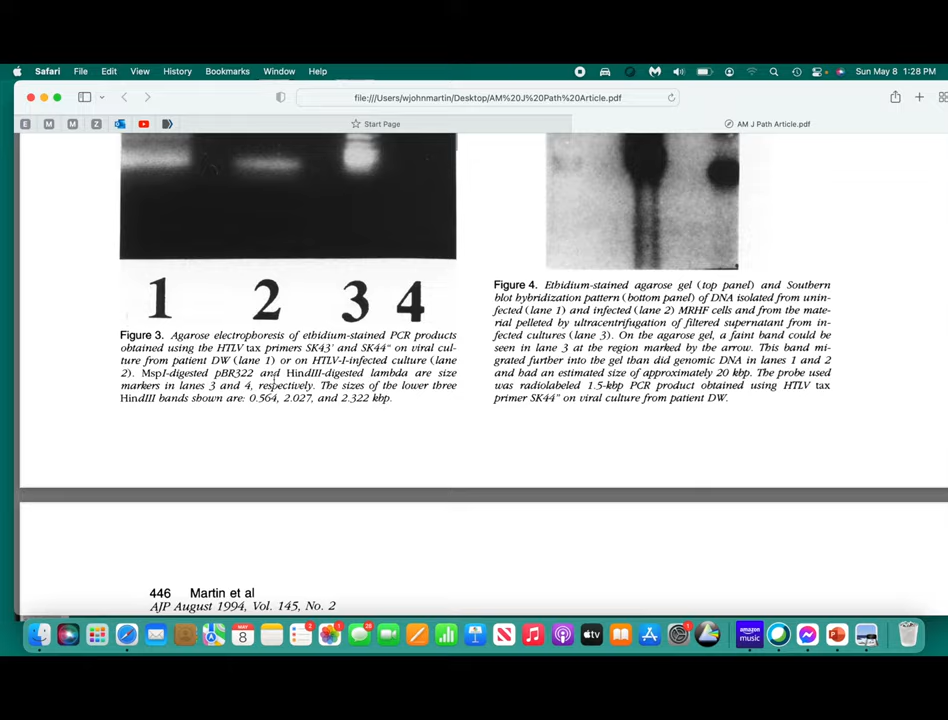 Safari File Edit View History Bookmarks Window Help Sun May 8 1:28 PM
file:///Users/wjohnmartin/Desktop/AM%20J%20Path%20Article.pdf
E M M Z Start Page AM J Path Article.pdf
1 2 3 4
Figure 3. Agarose electrophoresis of ethidium-stained PCR products
obtained using the HTLV tax primers SK43' and SK44" on viral cul-
ture from patient DW (lane 1) or on HTLV-I-infected culture (lane
2). MspI-digested pBR322 and HindIII-digested lambda are size
markers in lanes 3 and 4, respectively. The sizes of the lower three
HindIII bands shown are: 0.564, 2.027, and 2.322 kbp.
Figure 4. Ethidium-stained agarose gel (top panel) and Southern
blot hybridization pattern (bottom panel) of DNA isolated from unin-
fected (lane 1) and infected (lane 2) MRHF cells and from the mate-
rial pelleted by ultracentrifugation of filtered supernatant from in-
fected cultures (lane 3). On the agarose gel, a faint band could be
seen in lane 3 at the region marked by the arrow. This band mi-
grated further into the gel than did genomic DNA in lanes 1 and 2
and had an estimated size of approximately 20 kbp. The probe used
was radiolabeled 1.5-kbp PCR product obtained using HTLV tax
primer SK44" on viral culture from patient DW.
446 Martin et al
AJP August 1994, Vol. 145, No. 2
MAY
8
2
1
26
tv
1
amazon
music